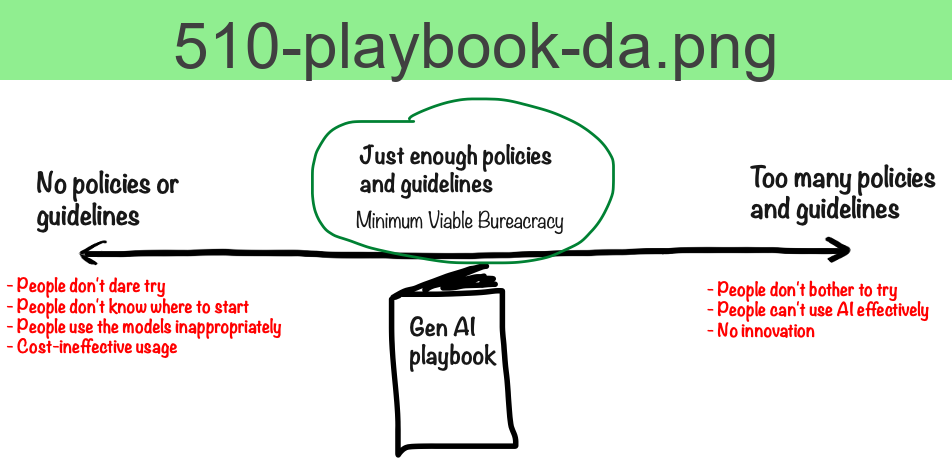 510-playbook-da.png
Just enough policies
and guidelines
Minimum Viable Bureacracy
No policies or
guidelines
Too many policies
and guidelines
- People don't dare try
- People don't know where to start
- People use the models inappropriately
- Cost-ineffective usage
- People don't bother to try
- People can't use AI effectively
- No innovation
Gen AI
playbook